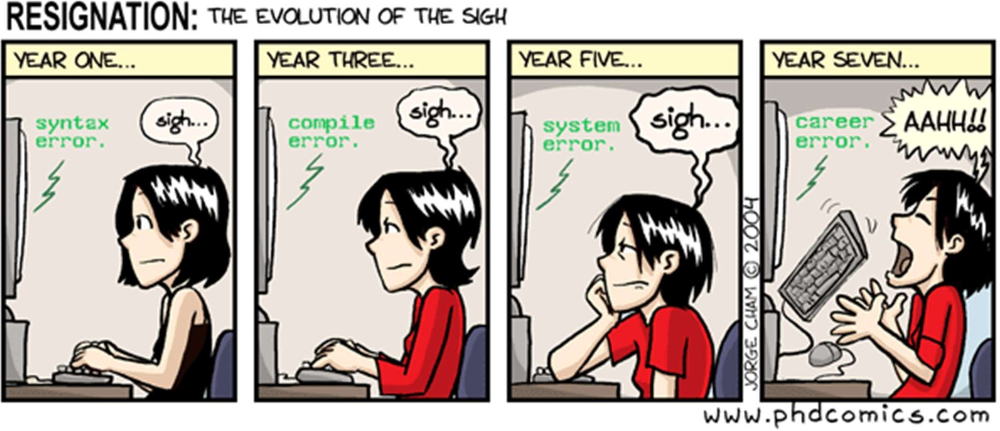 RESIGNATION: THE EVOLUTION OF THE SIGH
YEAR ONE...
syntax
error.
sigh...
YEAR THREE...
compile
error.
sigh...
YEAR FIVE...
system
error.
sigh...
JORGE CHAM © 2004
YEAR SEVEN...
career
error.
AAHH!!
www.phdcomics.com